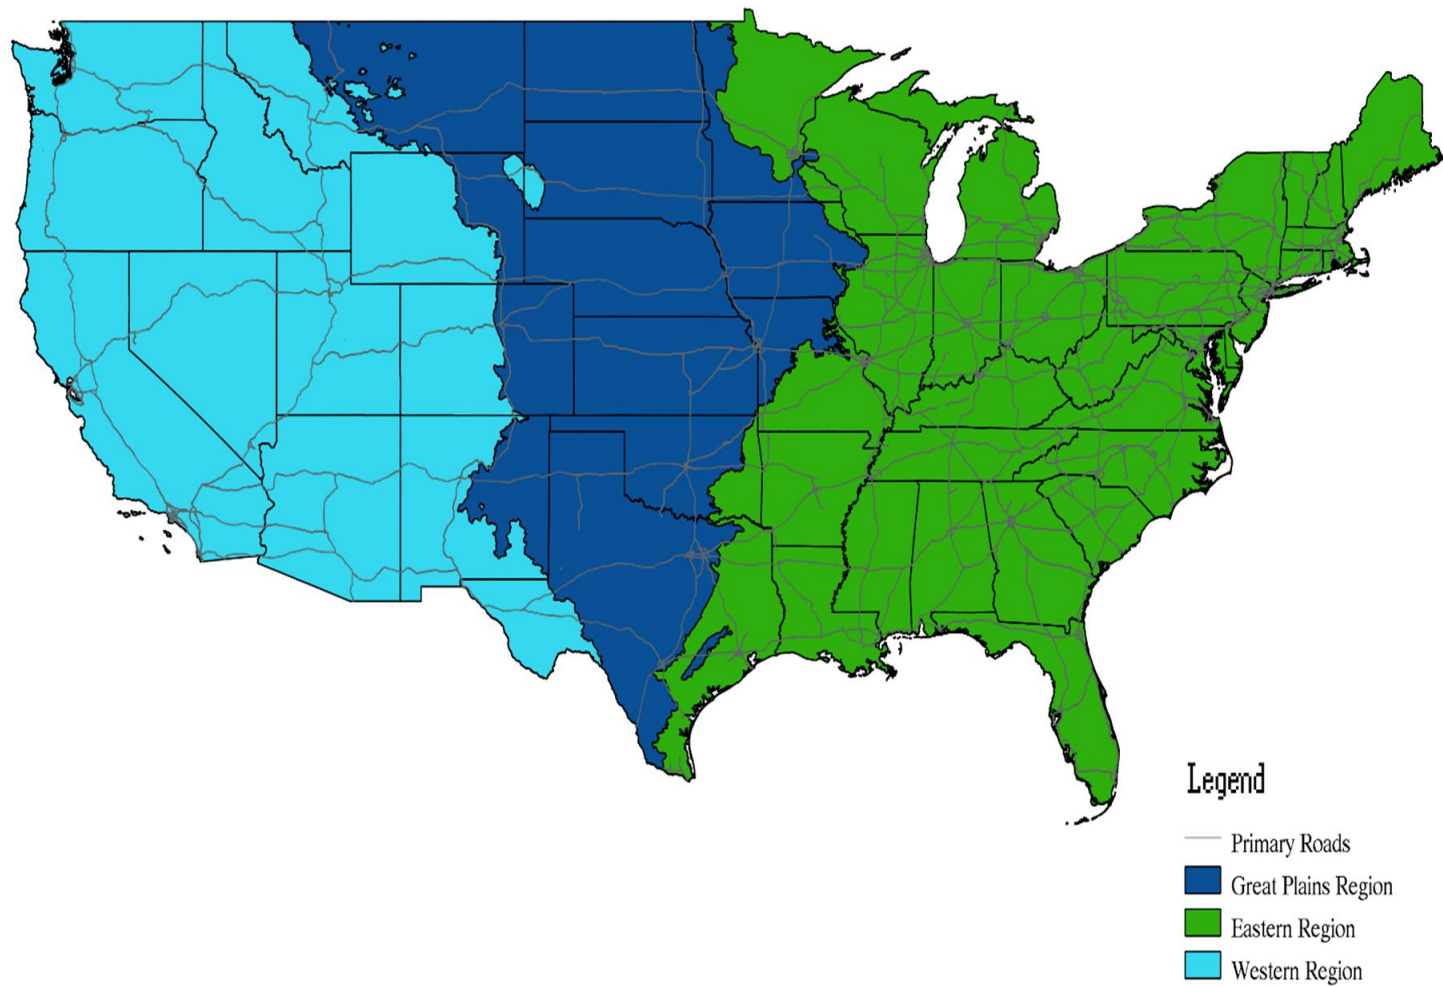 Legend
Primary Roads
Great Plains Region
Eastern Region
Western Region